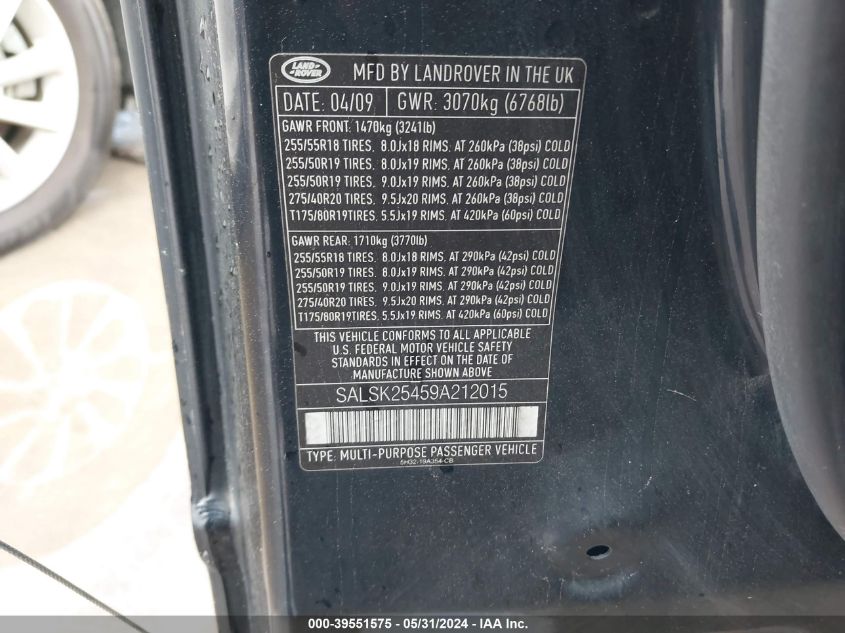 LAND
ROVER
MFD BY LANDROVER IN THE UK
DATE: 04/09 GWR: 3070kg (6768lb)
GAWR FRONT: 1470kg (3241lb)
255/55R18 TIRES. 8.0Jx18 RIMS. AT 260kPa (38psi) COLD
255/50R19 TIRES. 8.0Jx19 RIMS. AT 260kPa (38psi) COLD
255/50R19 TIRES. 9.0Jx19 RIMS. AT 260kPa (38psi) COLD
275/40R20 TIRES. 9.5Jx20 RIMS. AT 260kPa (38psi) COLD
T175/80R19TIRES. 5.5Jx19 RIMS. AT 420kPa (60psi) COLD
GAWR REAR: 1710kg (3770lb)
255/55R18 TIRES. 8.0Jx18 RIMS. AT 290kPa (42psi) COLD
255/50R19 TIRES. 8.0Jx19 RIMS. AT 290kPa (42psi) COLD
255/50R19 TIRES. 9.0Jx19 RIMS. AT 290kPa (42psi) COLD
275/40R20 TIRES. 9.5Jx20 RIMS. AT 290kPa (42psi) COLD
T175/80R19TIRES. 5.5Jx19 RIMS. AT 420kPa (60psi) COLD
THIS VEHICLE CONFORMS TO ALL APPLICABLE
U.S. FEDERAL MOTOR VEHICLE SAFETY
STANDARDS IN EFFECT ON THE DATE OF
MANUFACTURE SHOWN ABOVE
SALSK25459A212015
TYPE: MULTI-PURPOSE PASSENGER VEHICLE
5H32-19A354-CB
000-39551575 - 05/31/2024 - IAA Inc.